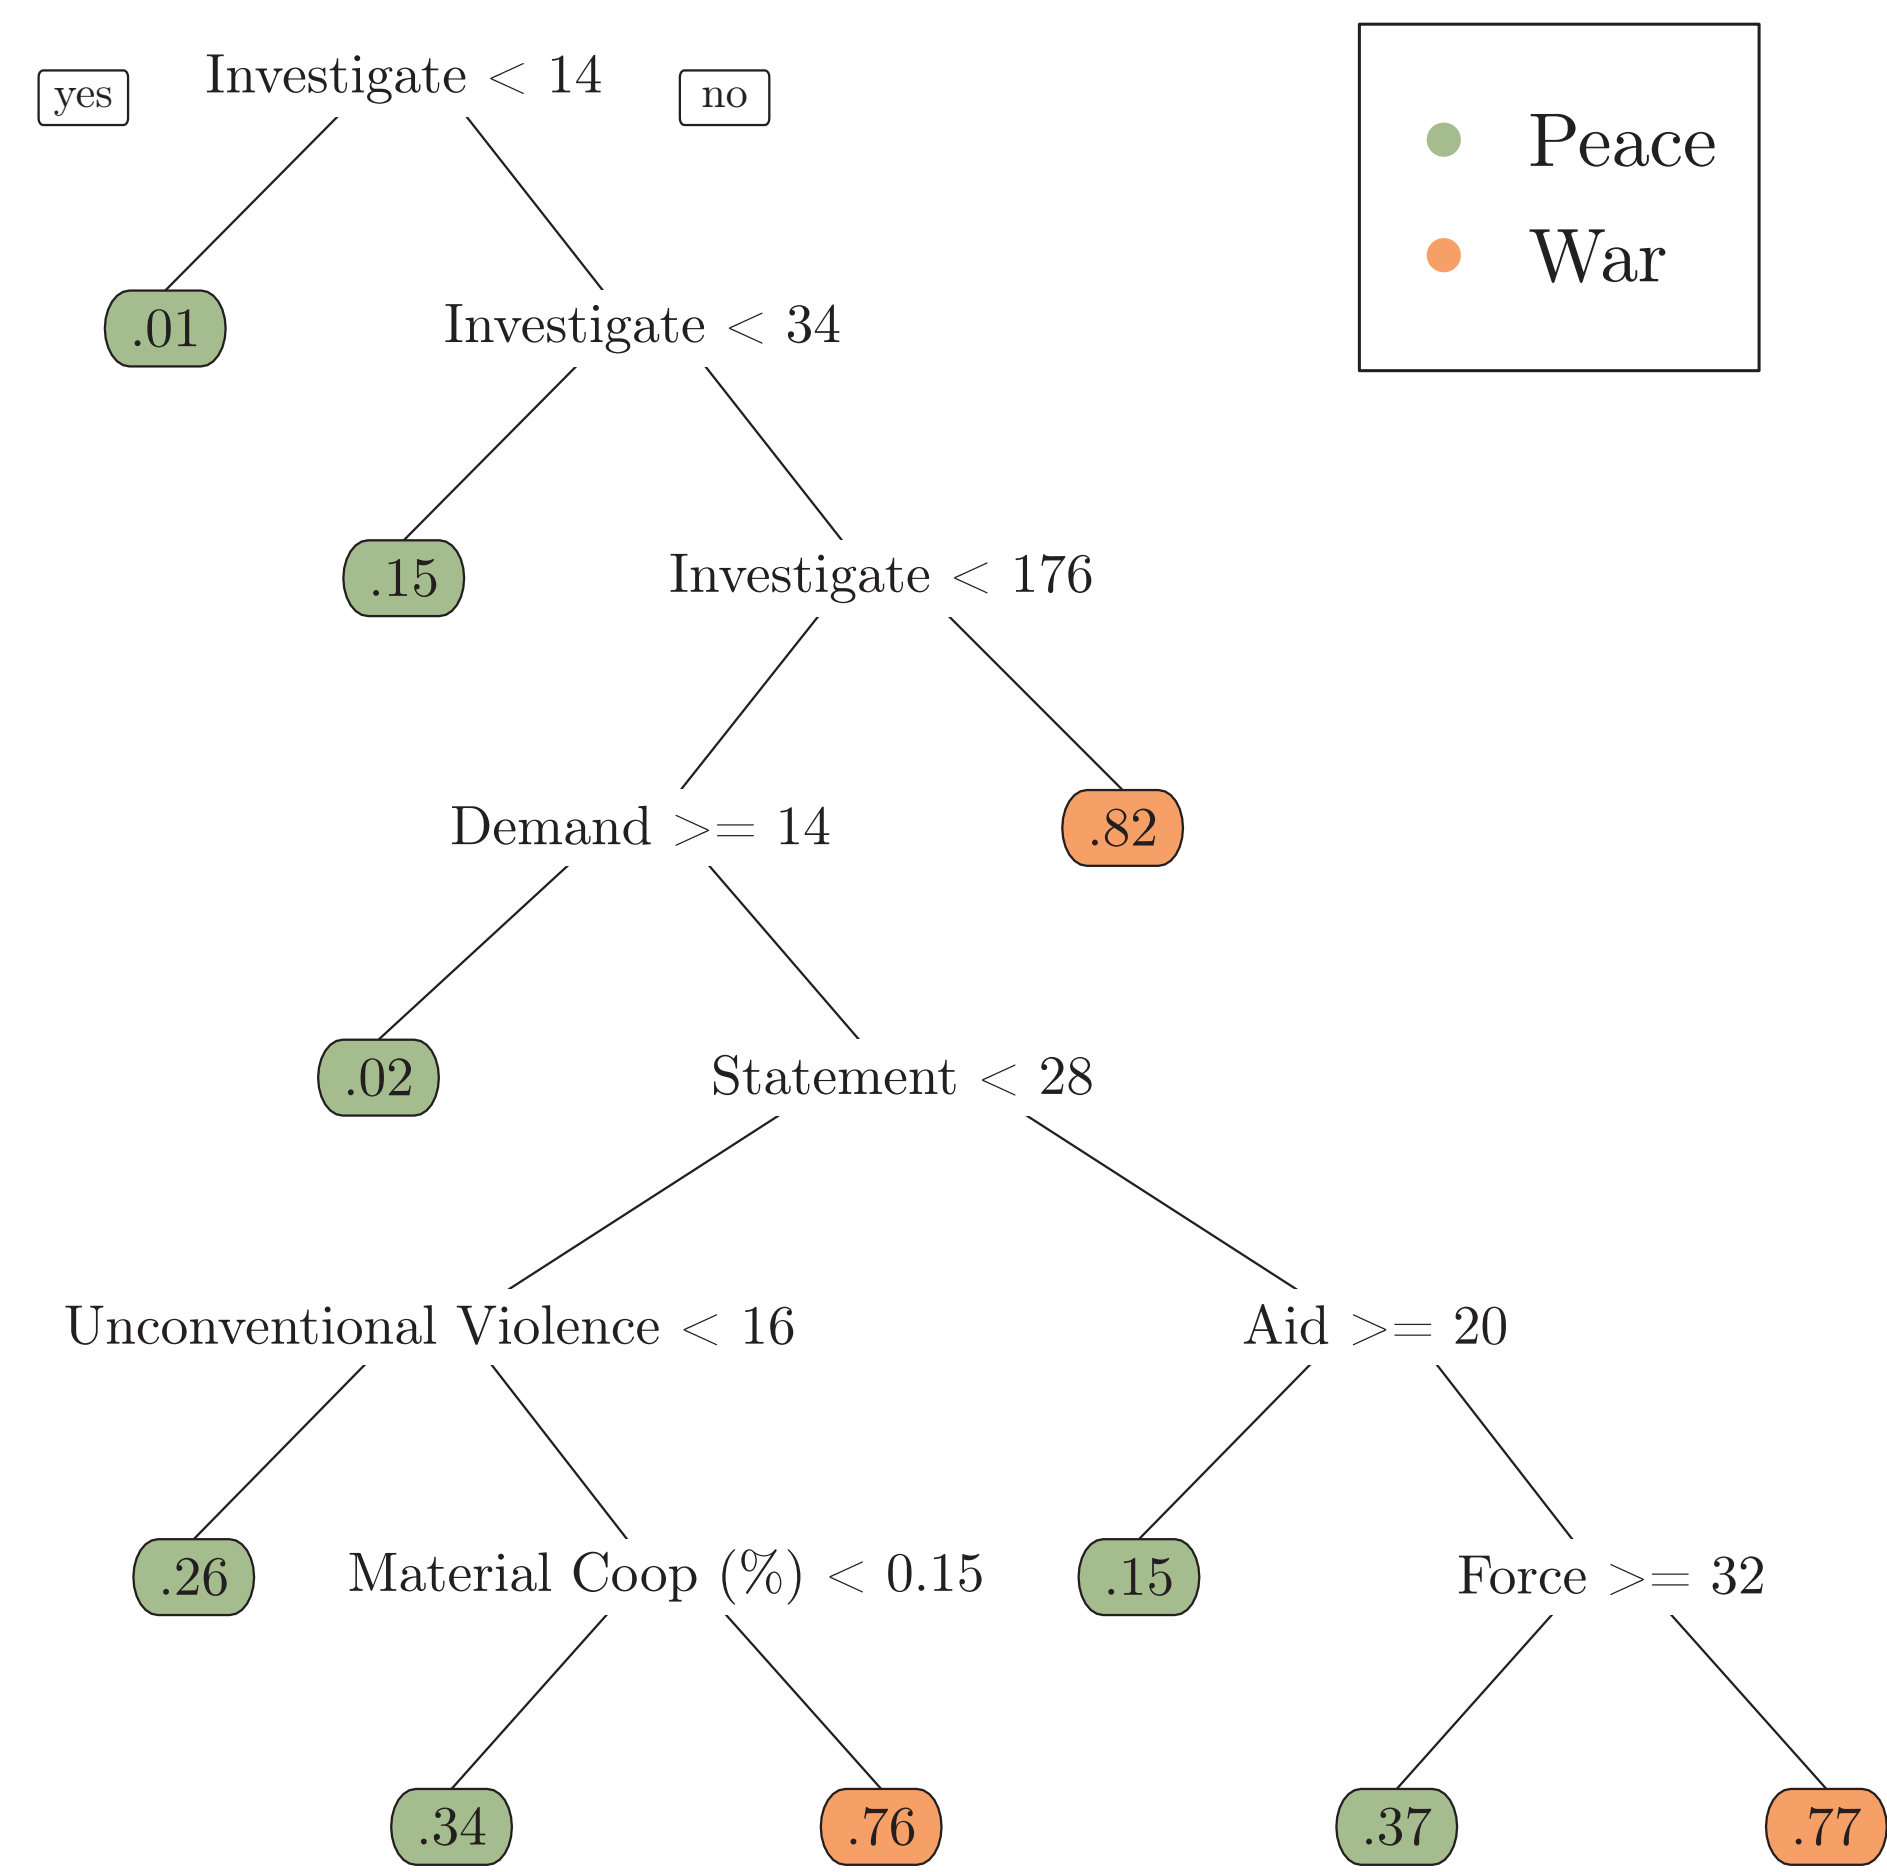 yes
Investigate < 14
no
Peace
War
.01
Investigate < 34
.15
Investigate < 176
Demand >= 14
.82
.02
Statement < 28
Unconventional Violence < 16
Aid >= 20
.26
Material Coop (%) < 0.15
.15
Force >= 32
.34
.76
.37
.77